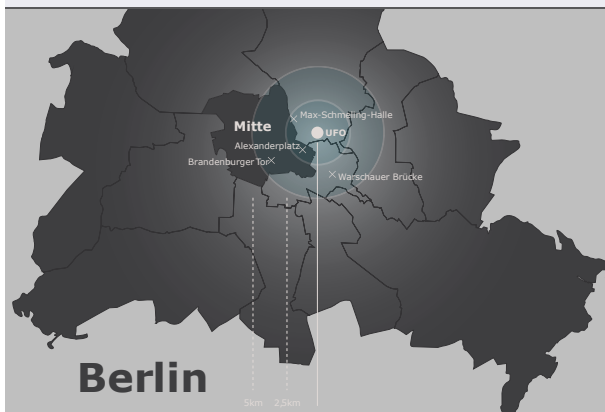 Max-Schmeling-Halle
Mitte
UFO
Alexanderplatz
Brandenburger Tor
Warschauer Brücke
Berlin
5km
2,5km